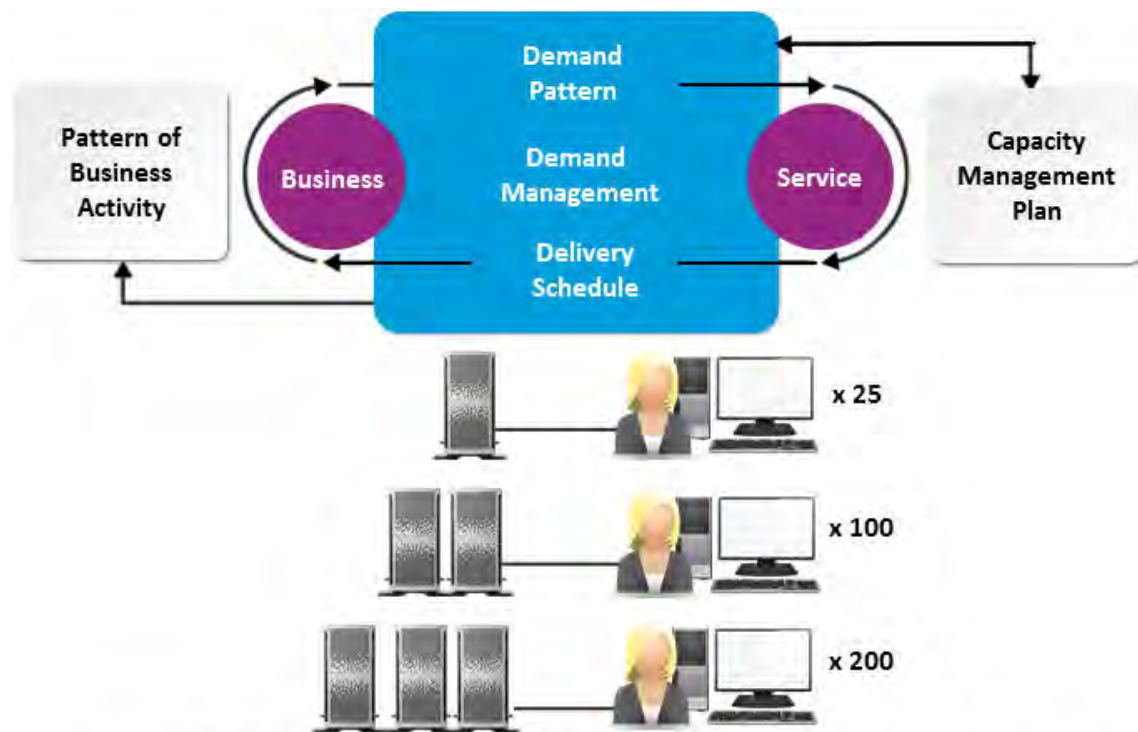 Demand
Pattern
Pattern of
Business
Activity
Business
Demand
Management
Service
Capacity
Management
Plan
Delivery
Schedule
x 25
x 100
x 200